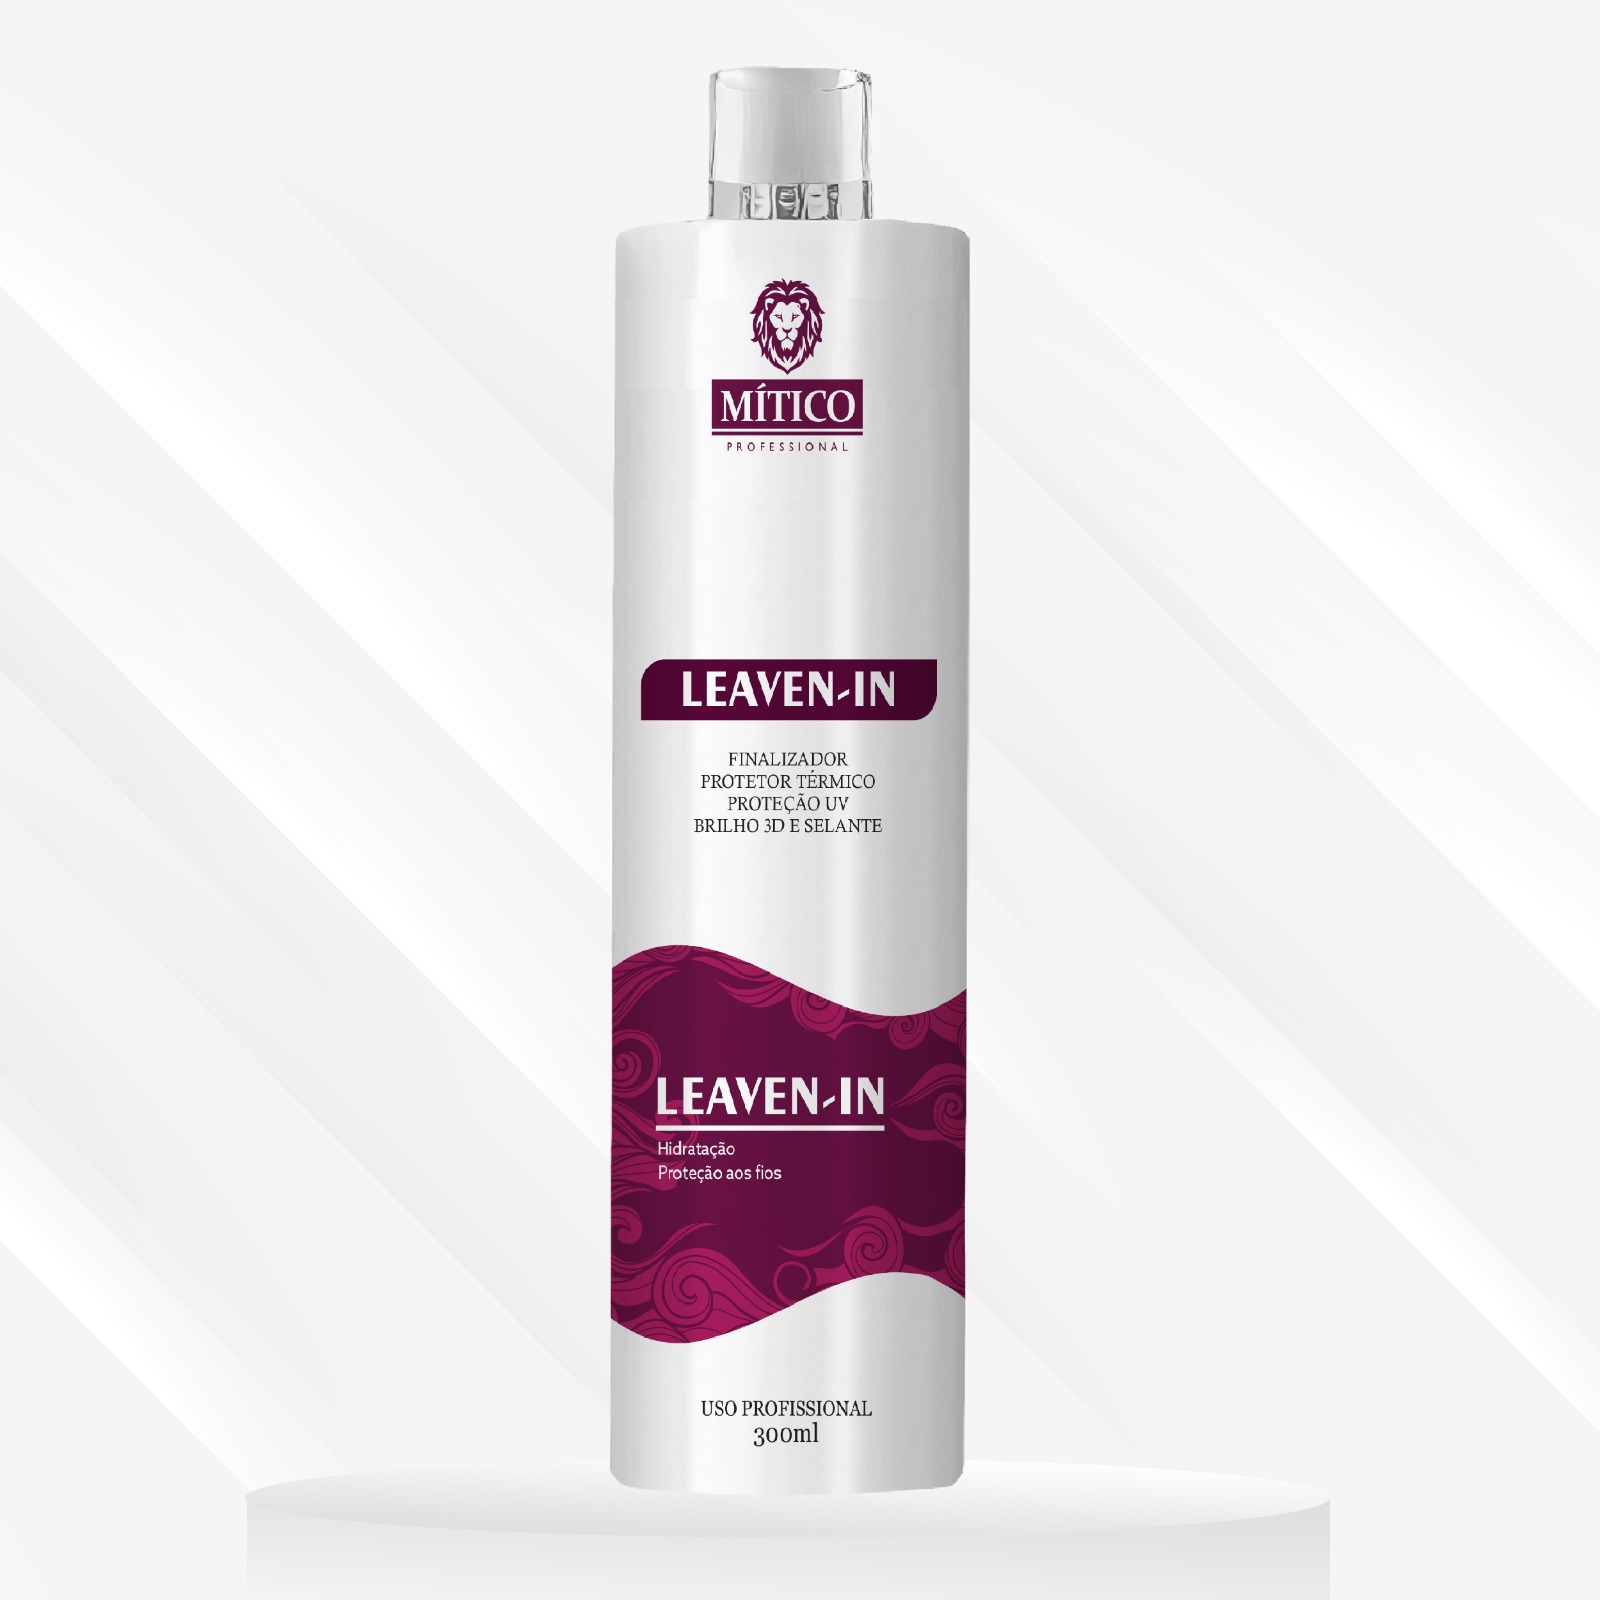 MÍTICO
PROFESSIONAL
LEAVEN-IN
FINALIZADOR
PROTETOR TÉRMICO
PROTEÇÃO UV
BRILHO 3D E SELANTE
LEAVEN-IN
Hidratação
Proteção aos fios
USO PROFISSIONAL
300ml